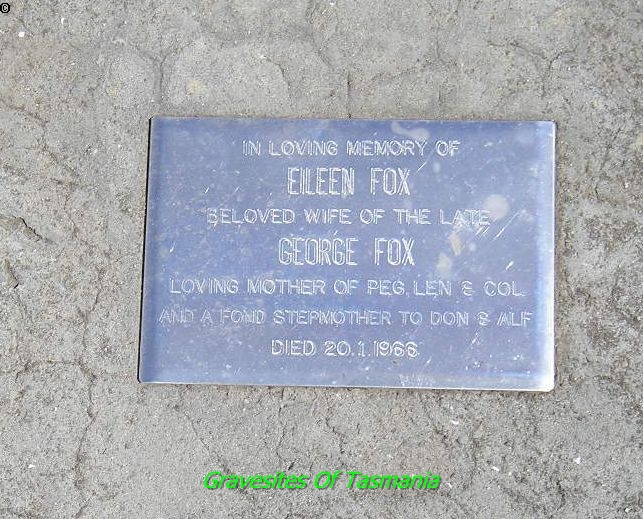 ©
IN LOVING MEMORY OF
EILEEN FOX
BELOVED WIFE OF THE LATE
GEORGE FOX
LOVING MOTHER OF PEG, LEN & COL
AND A FOND STEPMOTHER TO DON & ALF
DIED 20.1.1966
Gravesites Of Tasmania